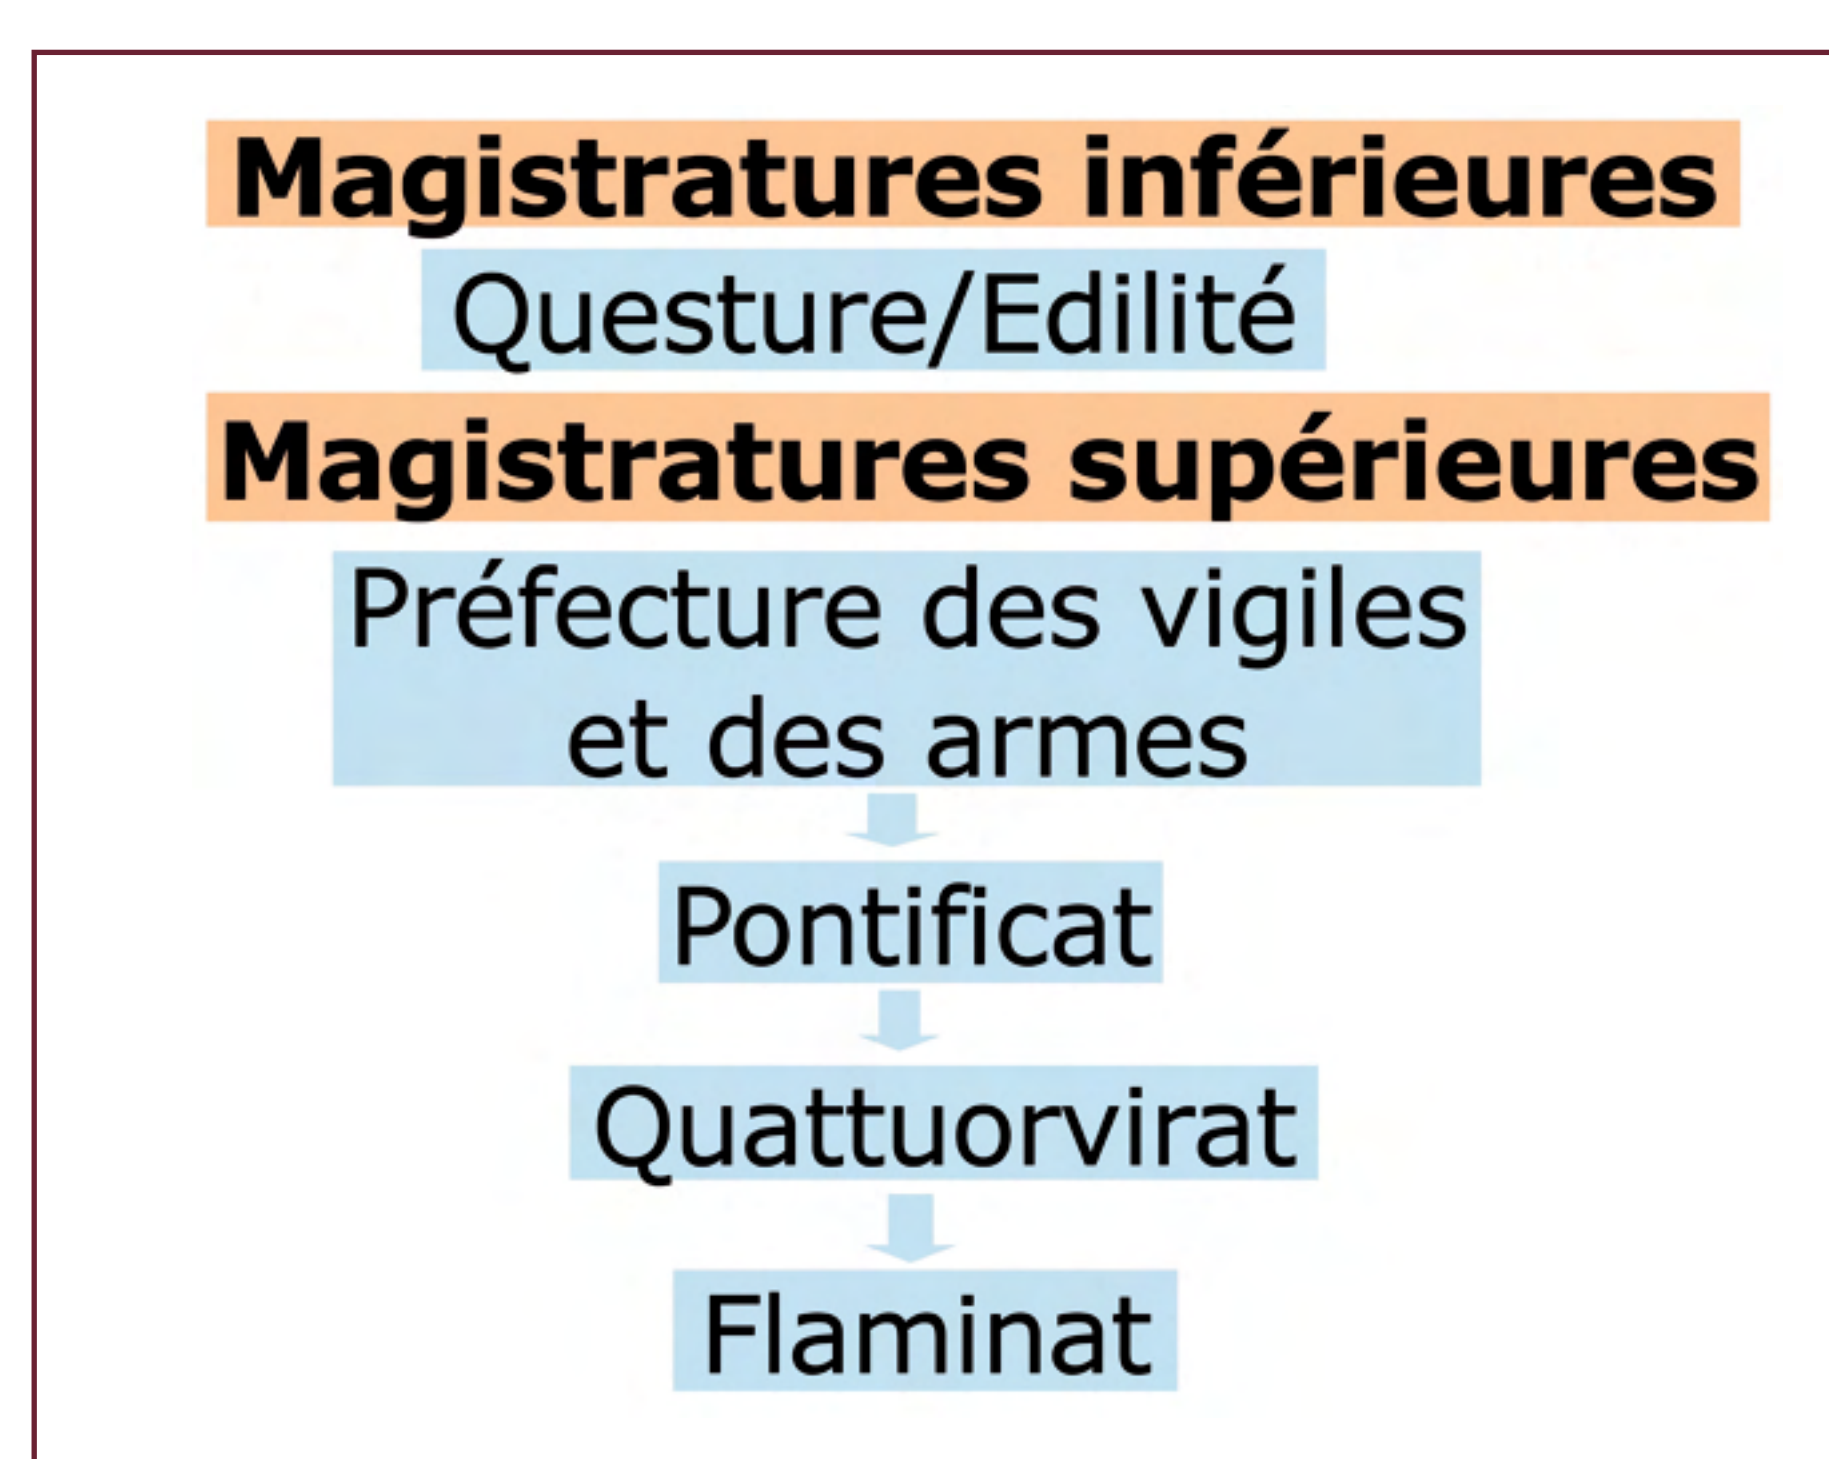 Magistratures inférieures
Questure/Edilité
Magistratures supérieures
Préfecture des vigiles
et des armes
Pontificat
Quattuorvirat
Flaminat